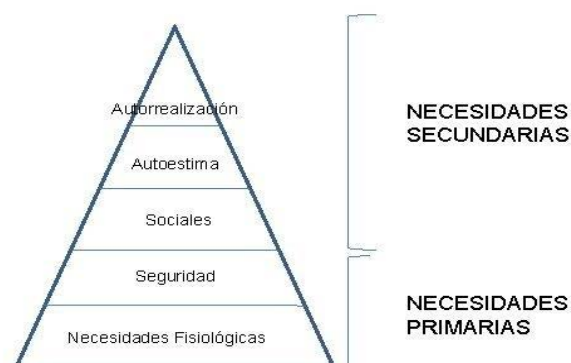 Autorrealización
Autoestima
Sociales
Seguridad
Necesidades Fisiológicas
NECESIDADES
SECUNDARIAS
NECESIDADES
PRIMARIAS